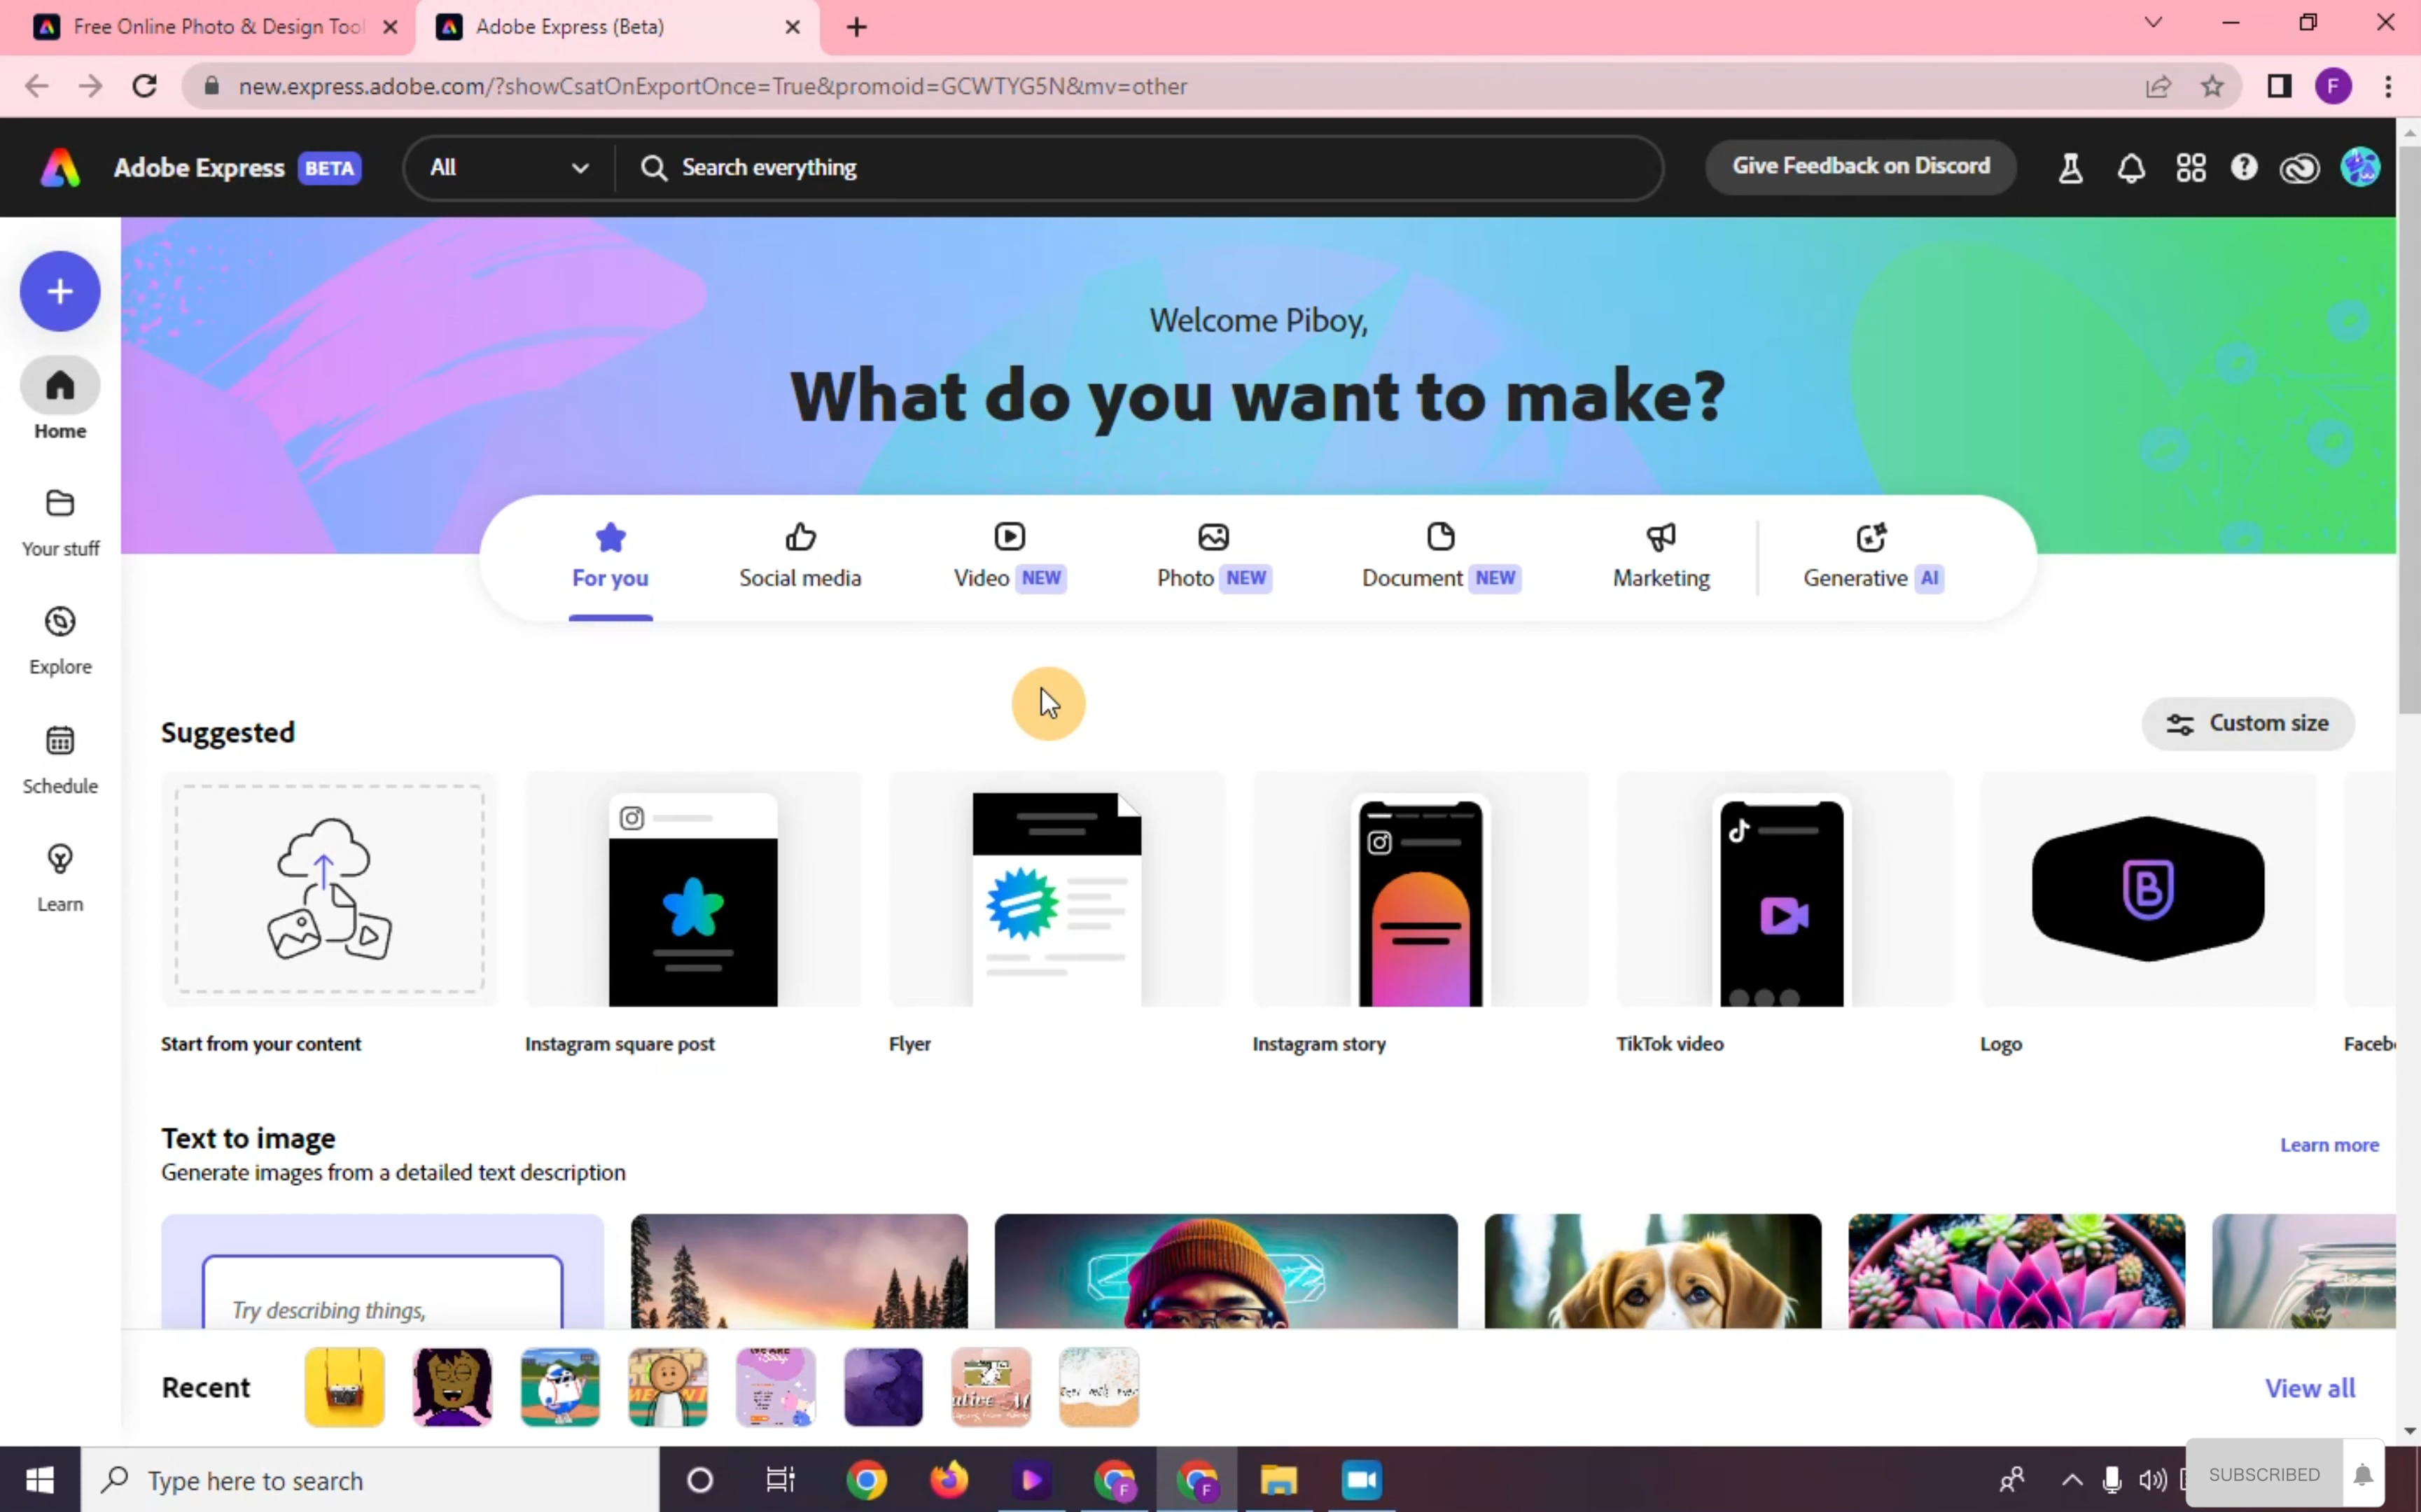 Free Online Photo & Design Tool
Adobe Express (Beta)
new.express.adobe.com/?showCsatOnExportOnce=True&promoid=GCWTYG5N&mv=other
F
Adobe Express BETA
All
Search everything
Give Feedback on Discord
Welcome Piboy,
What do you want to make?
Home
Your stuff
Explore
Schedule
Learn
For you
Social media
Video NEW
Photo NEW
Document NEW
Marketing
Generative AI
Suggested
Custom size
B
Start from your content
Instagram square post
Flyer
Instagram story
TikTok video
Logo
Text to image
Learn more
Generate images from a detailed text description
Try describing things,
Recent
View all
Type here to search
F
F
SUBSCRIBED